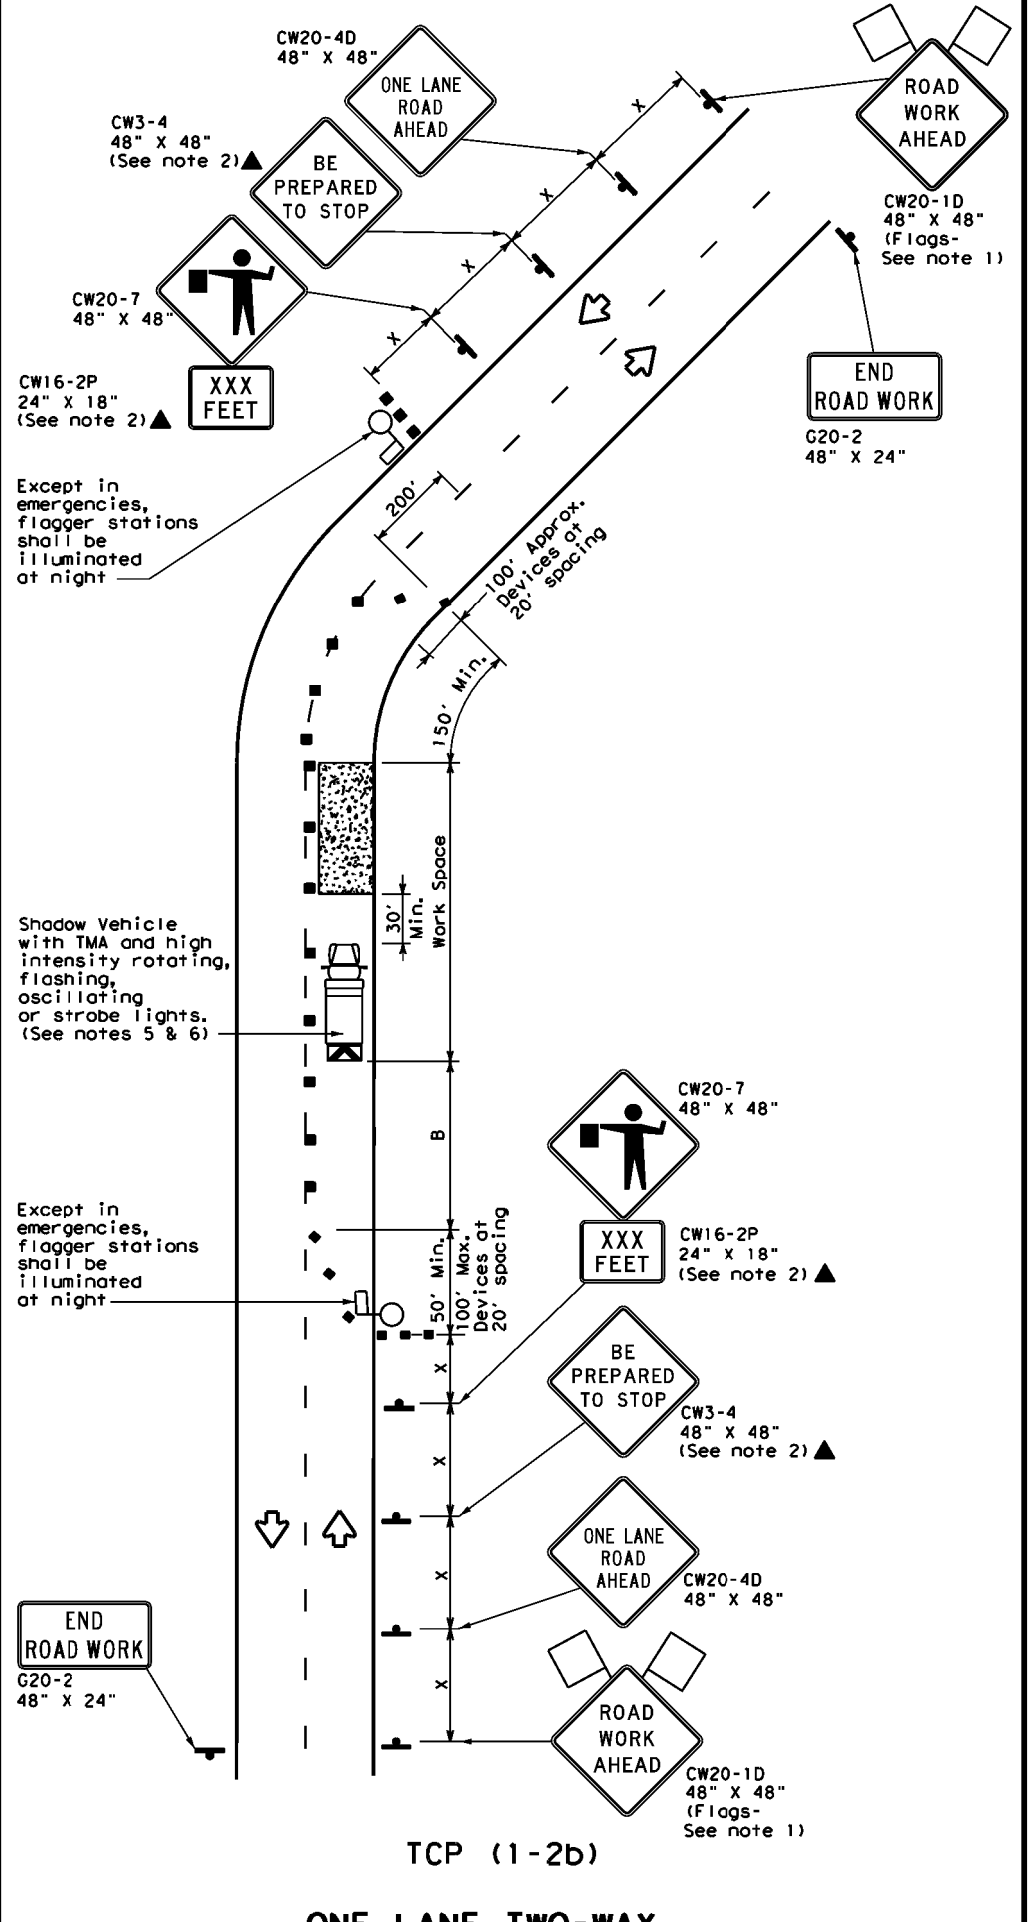 CW20-4D
48" X 48"
ONE LANE
ROAD
AHEAD
ROAD
WORK
AHEAD
CW20-1D
48" X 48"
(Flags-
See note 1)
CW3-4
48" X 48"
(See note 2)
BE
PREPARED
TO STOP
X
X
X
X
CW20-7
48" X 48"
CW16-2P
24" X 18"
(See note 2)
XXX
FEET
END
ROAD WORK
G20-2
48" X 24"
Except in
emergencies,
flagger stations
shall be
illuminated
at night
200'
100' Approx.
Devices at
20' spacing
150' Min.
Work Space
30'
Min.
Shadow Vehicle
with TMA and high
intensity rotating,
flashing,
oscillating
or strobe lights.
(See notes 5 & 6)
B
CW20-7
48" X 48"
Except in
emergencies,
flagger stations
shall be
illuminated
at night
50' Min.
100' Max.
Devices at
20' spacing
XXX
FEET
CW16-2P
24" X 18"
(See note 2)
X
BE
PREPARED
TO STOP
CW3-4
48" X 48"
(See note 2)
X
ONE LANE
ROAD
AHEAD
CW20-4D
48" X 48"
X
END
ROAD WORK
G20-2
48" X 24"
X
ROAD
WORK
AHEAD
CW20-1D
48" X 48"
(Flags-
See note 1)
TCP (1-2b)
ONE LANE TWO-WAY